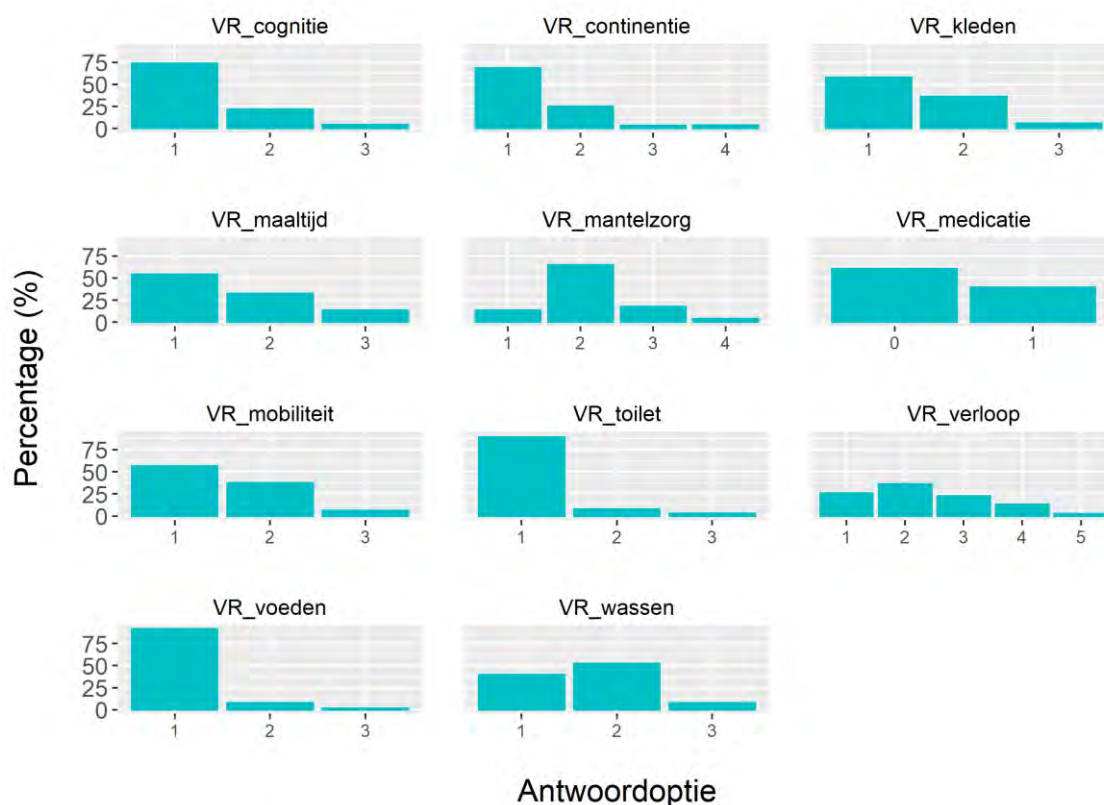 VR_cognitie
VR_continentie
VR_kleden
75
50
25
0
1 2 3
1 2 3 4
1 2 3
VR_maaltijd
VR_mantelzorg
VR_medicatie
75
50
25
0
1 2 3
1 2 3 4
0 1
VR_mobiliteit
VR_toilet
VR_verloop
75
50
25
0
1 2 3
1 2 3
1 2 3 4 5
VR_voeden
VR_wassen
75
50
25
0
1 2 3
1 2 3
Percentage (%)
Antwoordoptie